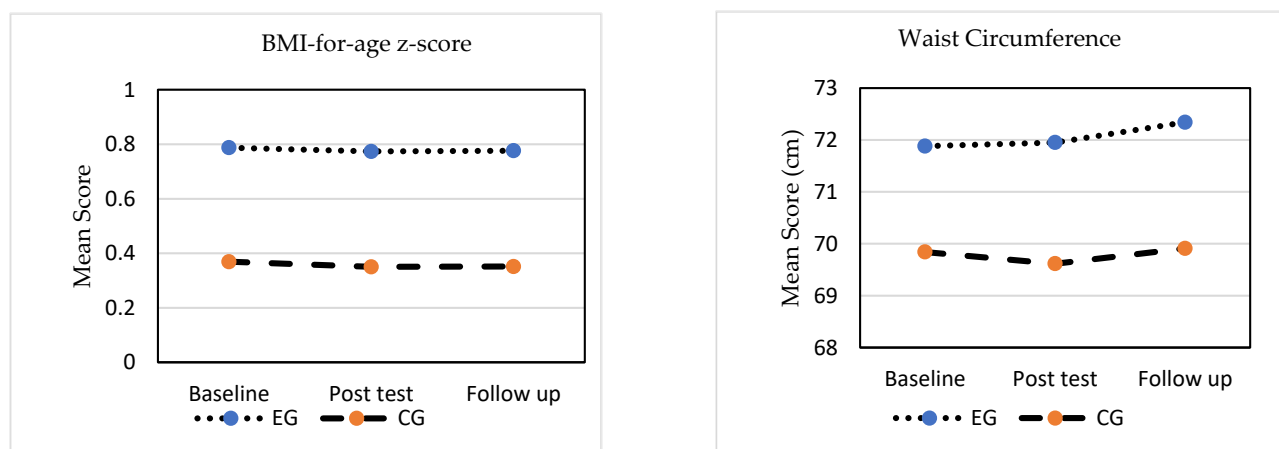 BMI-for-age z-score
Mean Score
1
0.8
0.6
0.4
0.2
0
Baseline Post test Follow up
EG CG
Waist Circumference
Mean Score (cm)
73
72
71
70
69
68
Baseline Post test Follow up
EG CG